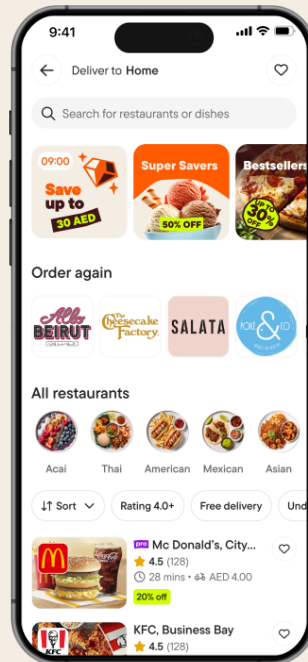 9:41
Deliver to Home
Search for restaurants or dishes
09:00
Save
up to
30 AED
Super Savers
50% OFF
Bestsellers
UP TO
30%
OFF
Order again
Allo
BEIRUT
The
Cheesecake
Factory
SALATA
POKE
&
CO
All restaurants
Acai
Thai
American
Mexican
Asian
Sort
Rating 4.0+
Free delivery
Und
pro Mc Donald's, City...
4.5 (128)
28 mins • AED 4.00
20% off
KFC, Business Bay
4.5 (128)
KFC